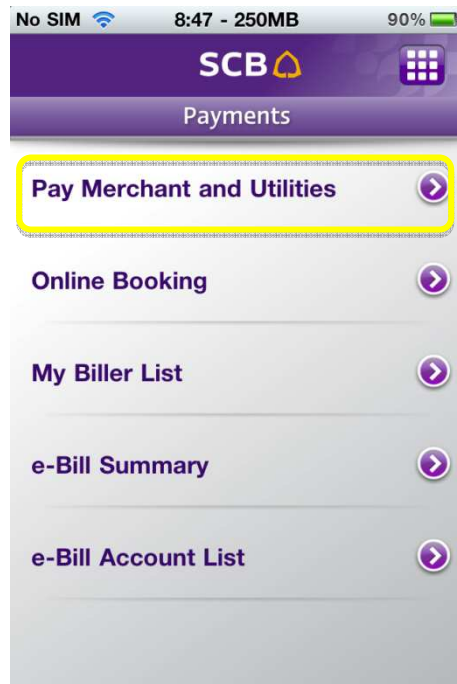 No SIM 8:47 - 250MB 90%
SCB
Payments
Pay Merchant and Utilities
Online Booking
My Biller List
e-Bill Summary
e-Bill Account List